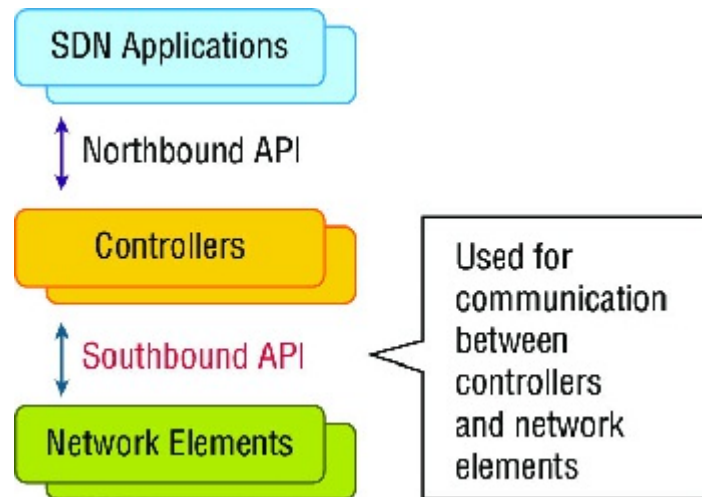 SDN Applications
Northbound API
Controllers
Southbound API
Network Elements
Used for
communication
between
controllers
and network
elements